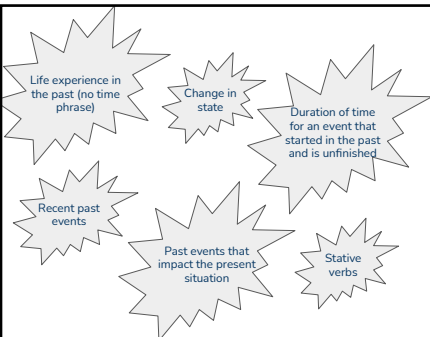 Life experience in
the past (no time
phrase)
Change in
state
Duration of time
for an event that
started in the past
and is unfinished
Recent past
events
Past events that
impact the present
situation
Stative
verbs